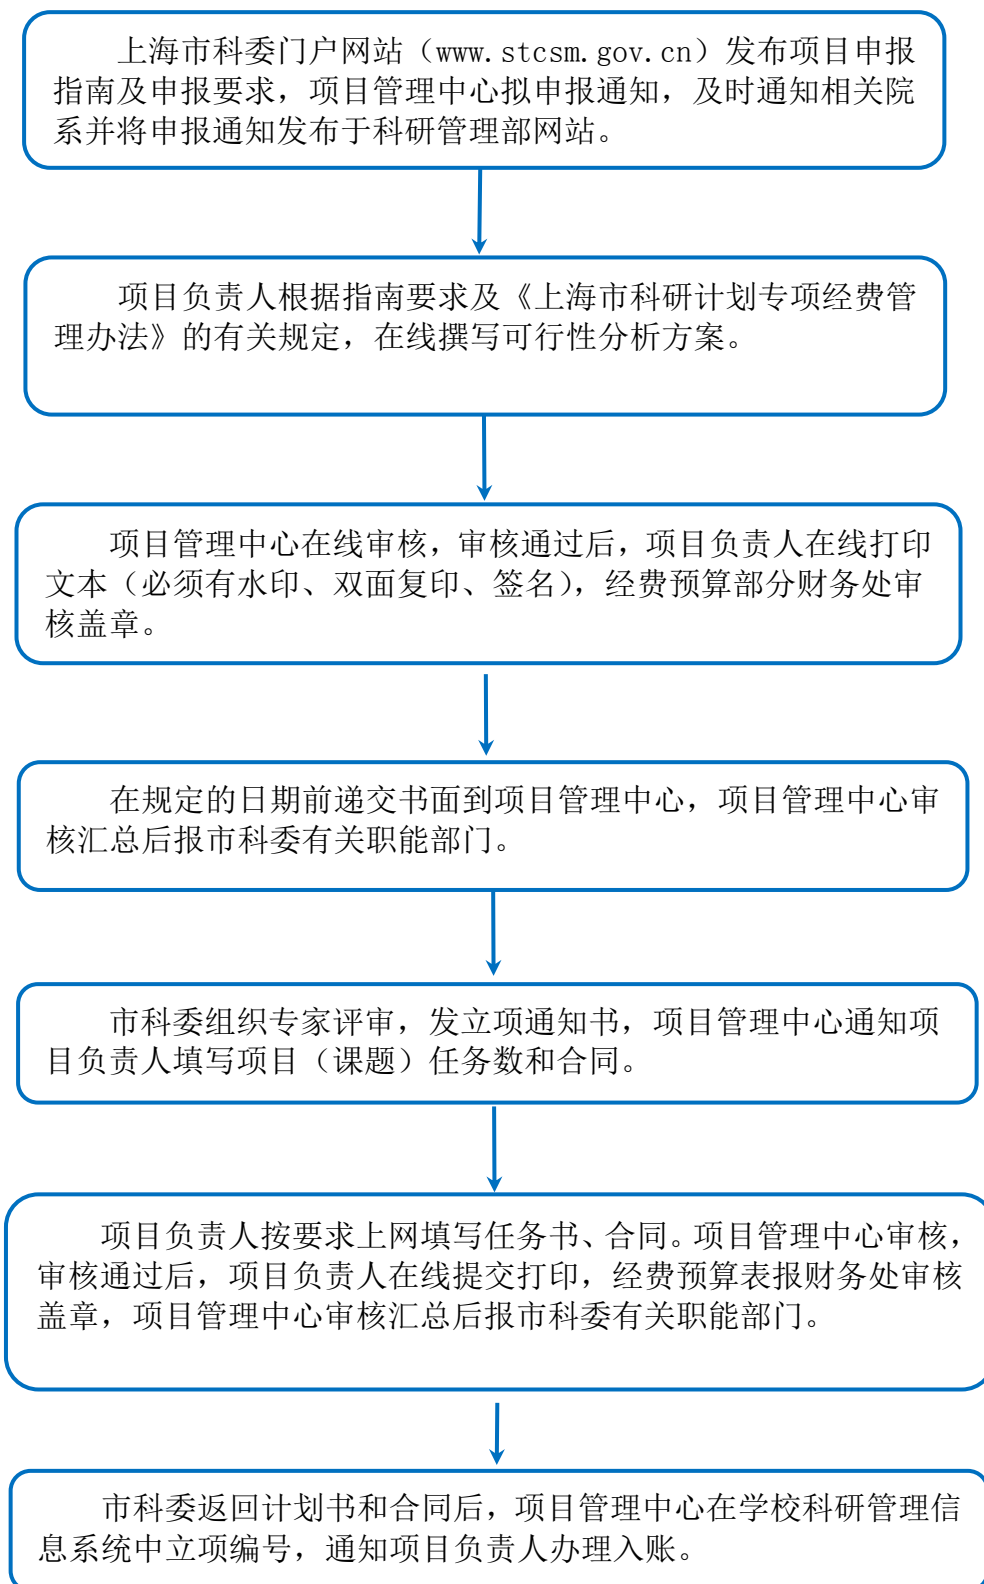 上海市科委门户网站（www.stcsm.gov.cn）发布项目申报
指南及申报要求，项目管理中心拟申报通知，及时通知相关院
系并将申报通知发布于科研管理部网站。
项目负责人根据指南要求及《上海市科研计划专项经费管
理办法》的有关规定，在线撰写可行性分析方案。
项目管理中心在线审核，审核通过后，项目负责人在线打印
文本（必须有水印、双面复印、签名），经费预算部分财务处审
核盖章。
在规定的日期前递交书面到项目管理中心，项目管理中心审
核汇总后报市科委有关职能部门。
市科委组织专家评审，发立项通知书，项目管理中心通知项
目负责人填写项目（课题）任务数和合同。
项目负责人按要求上网填写任务书、合同。项目管理中心审核，
审核通过后，项目负责人在线提交打印，经费预算表报财务处审核
盖章，项目管理中心审核汇总后报市科委有关职能部门。
市科委返回计划书和合同后，项目管理中心在学校科研管理信
息系统中立项编号，通知项目负责人办理入账。